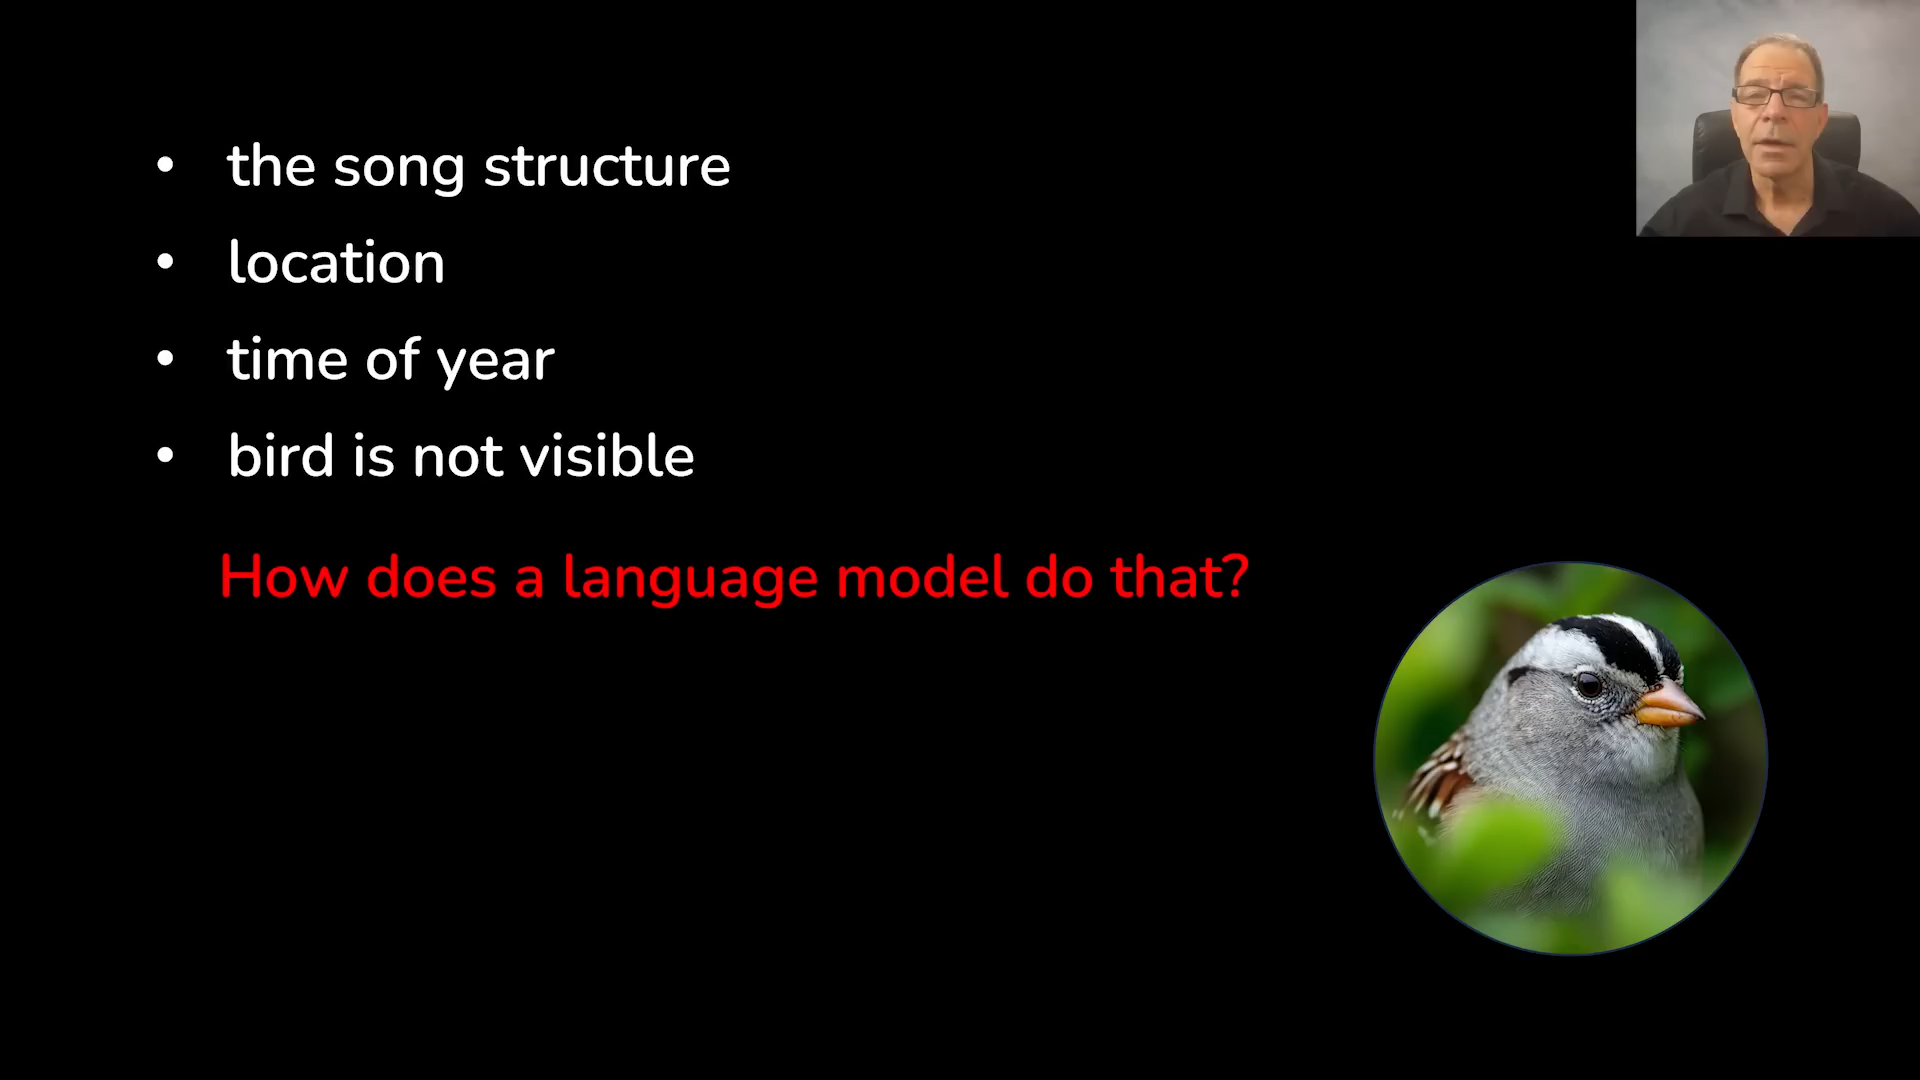 • the song structure
• location
• time of year
• bird is not visible
How does a language model do that?